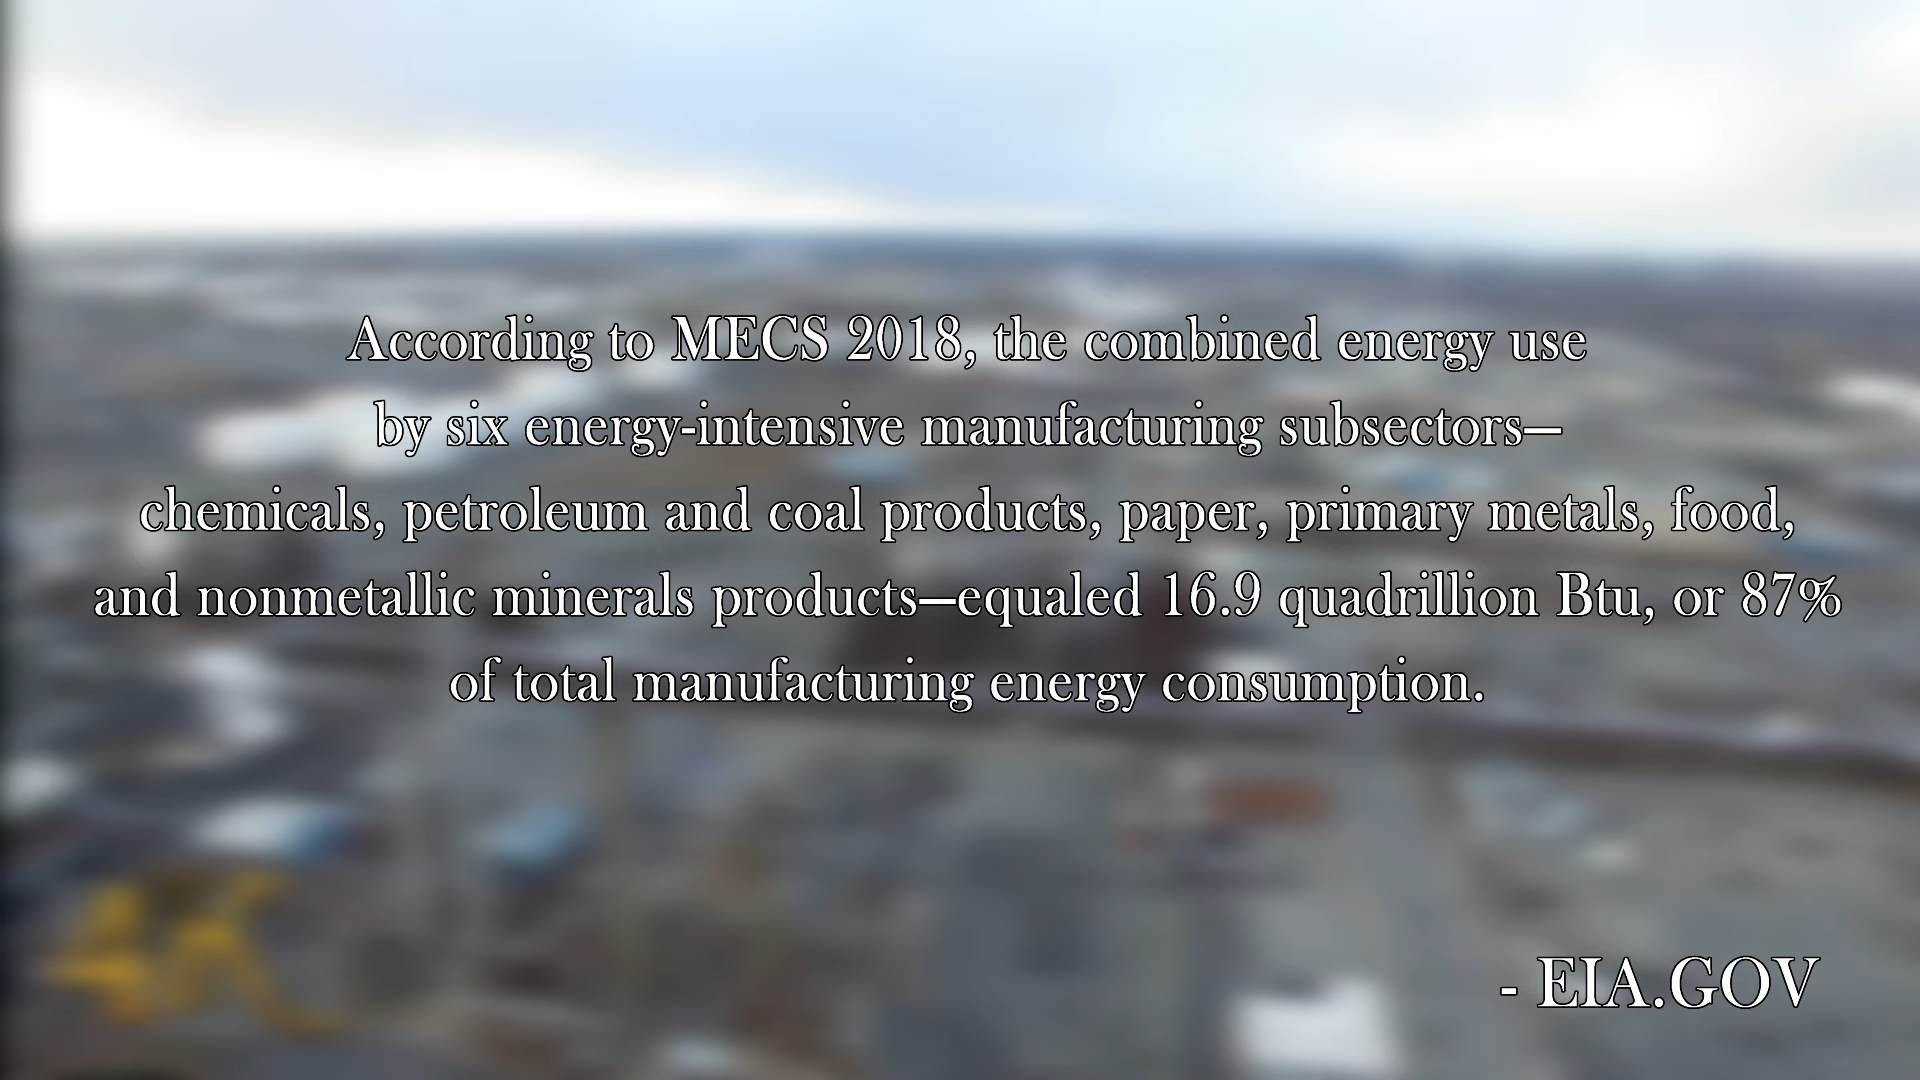 According to MECS 2018, the combined energy use
by six energy-intensive manufacturing subsectors—
chemicals, petroleum and coal products, paper, primary metals, food,
and nonmetallic minerals products—equaled 16.9 quadrillion Btu, or 87%
of total manufacturing energy consumption.
- EIA.GOV